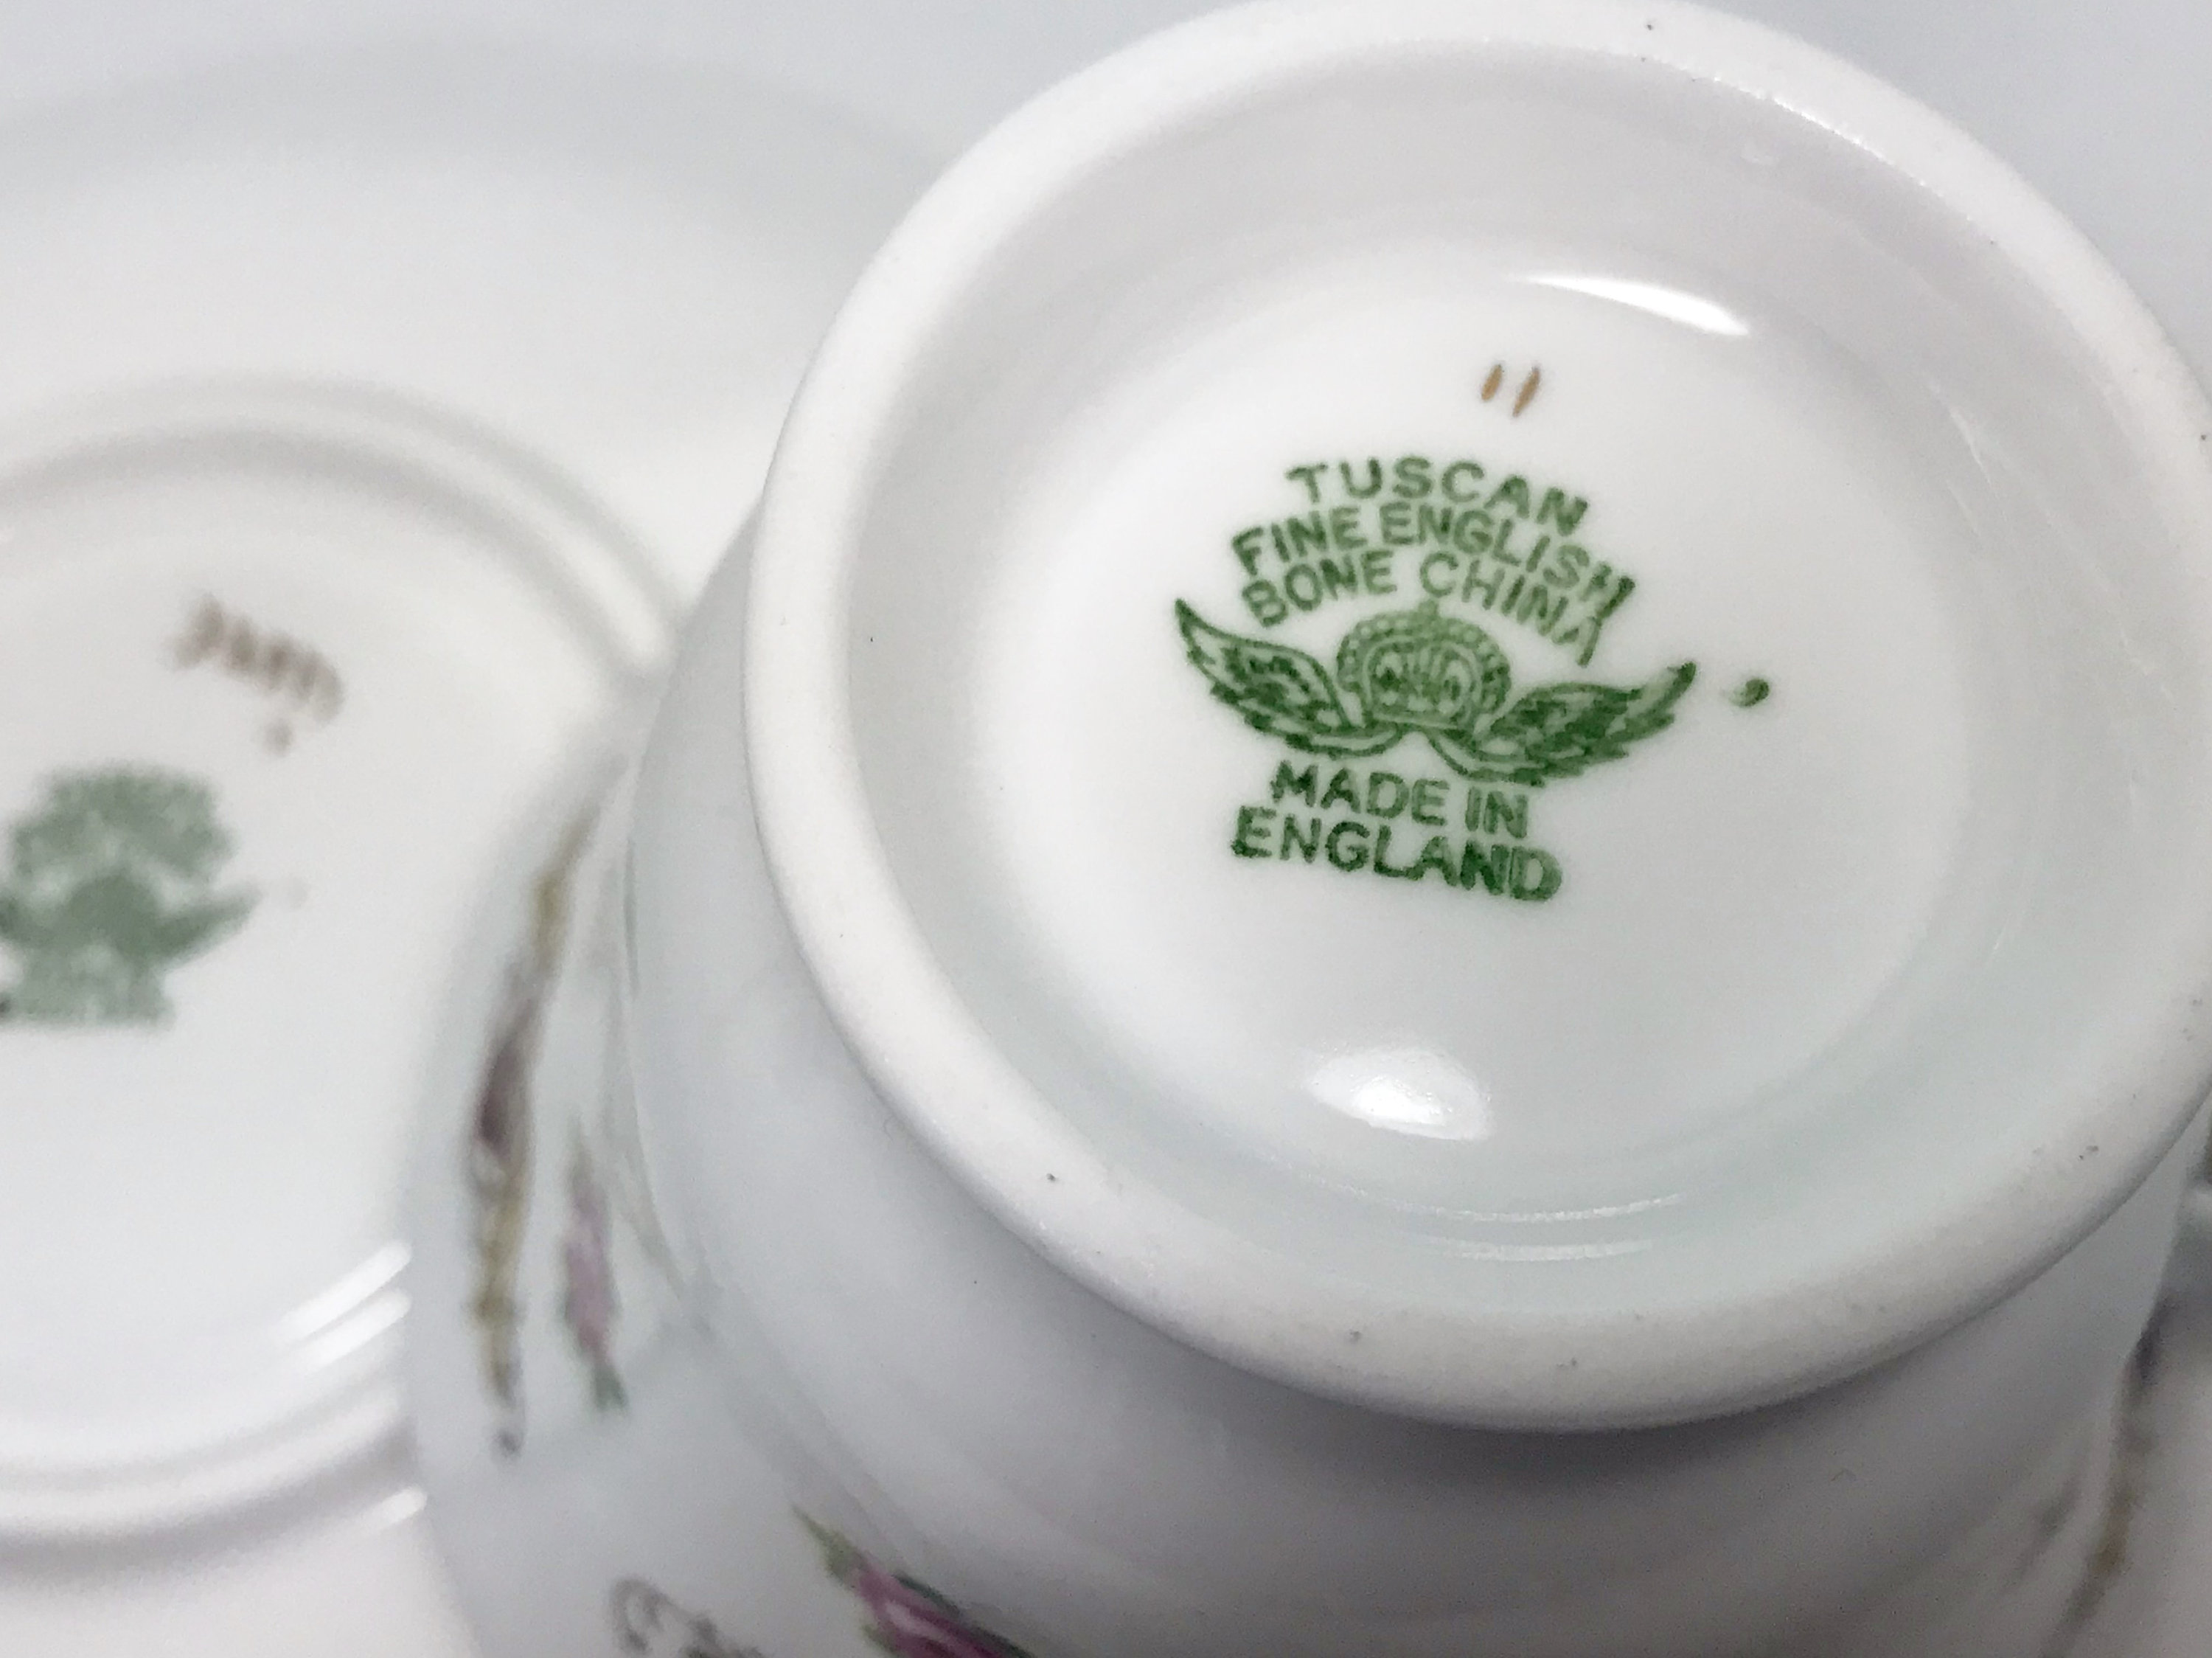 TUSCAN
FINE ENGLISH
BONE CHINA
MADE IN
ENGLAND